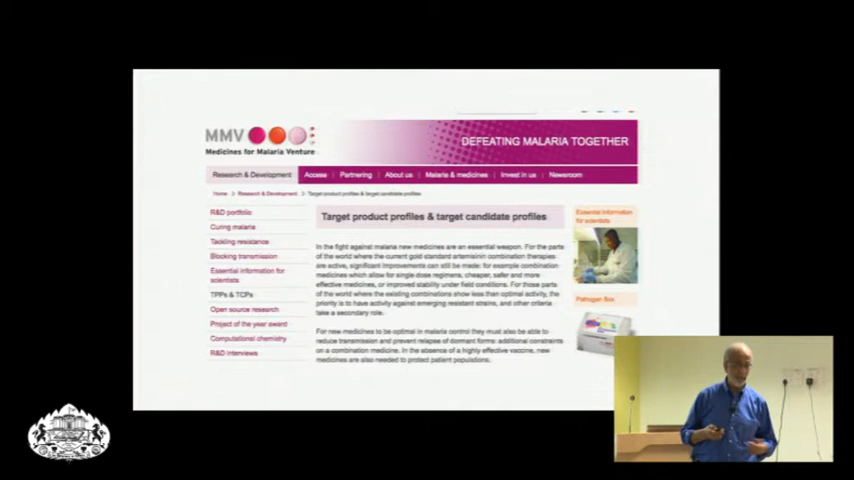 MMV
Medicines for Malaria Venture
DEFEATING MALARIA TOGETHER
Research & Development
Access
Partnering
About us
Malaria & medicines
Invest in us
Newsroom
Home > Research & Development > Target product profiles & target candidate profiles
R&D portfolio
Curing malaria
Tackling resistance
Blocking transmission
Essential information for
scientists
TPPs & TCPs
Open source research
Project of the year award
Computational chemistry
R&D interviews
Target product profiles & target candidate profiles
In the fight against malaria new medicines are an essential weapon. For the parts
of the world where the current gold standard artemisinin combination therapies
are active, significant improvements can still be made: for example combination
medicines which allow for single dose regimens, cheaper, safer and more
effective medicines, or improved stability under field conditions. For those parts
of the world where the existing combinations show less than optimal activity, the
priority is to have activity against emerging resistant strains, and other criteria
take a secondary role.
For new medicines to be optimal in malaria control they must also be able to
reduce transmission and prevent relapse of dormant forms: additional constraints
on a combination medicine. In the absence of a highly effective vaccine, new
medicines are also needed to protect patient populations.
Essential information
for scientists
Pathogen Box